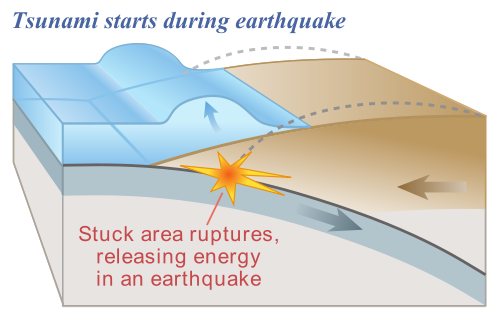 Tsunami starts during earthquake
Stuck area ruptures,
releasing energy
in an earthquake